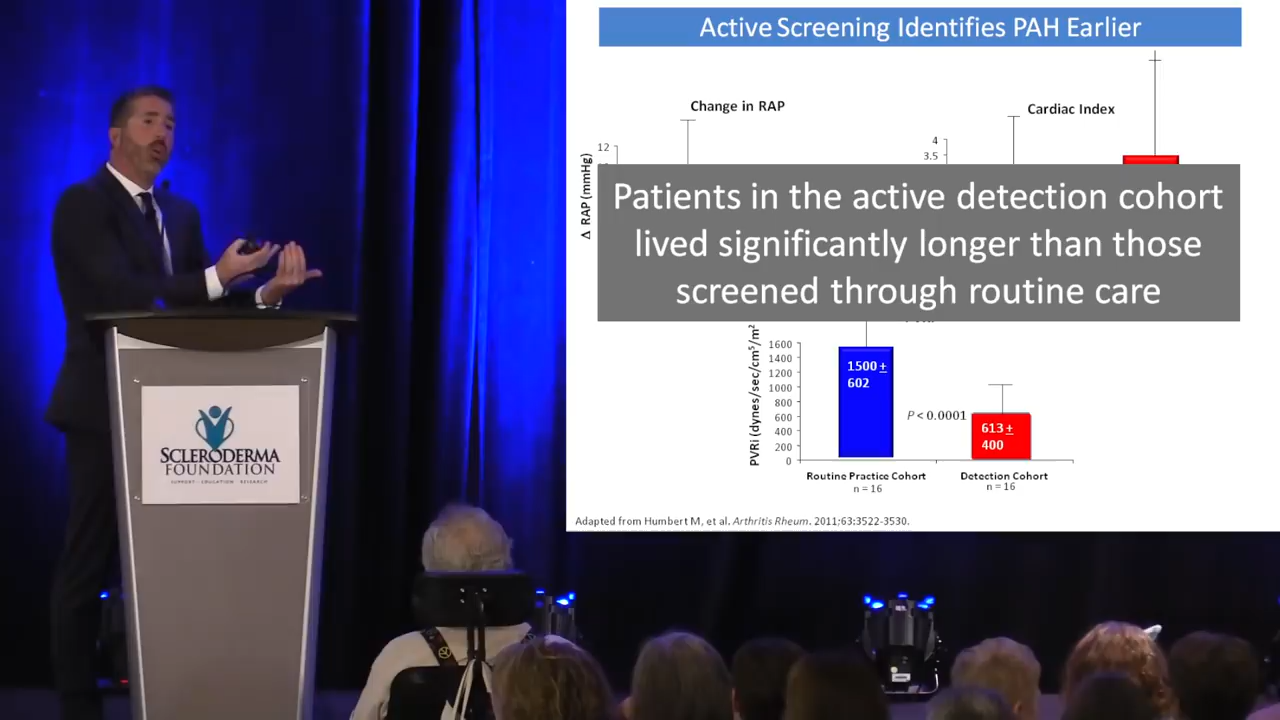 Active Screening Identifies PAH Earlier
Change in RAP
Cardiac Index
12
4
3.5
Δ RAP (mmHg)
Patients in the active detection cohort
lived significantly longer than those
screened through routine care
PVRi (dynes/sec/cm⁵/m²
1600
1400
1200
1000
800
600
400
200
0
1500 ±
602
P < 0.0001
613 ±
400
Routine Practice Cohort
n = 16
Detection Cohort
n = 16
Adapted from Humbert M, et al. Arthritis Rheum. 2011;63:3522-3530.
SCLERODERMA
FOUNDATION
SUPPORT · EDUCATION · RESEARCH